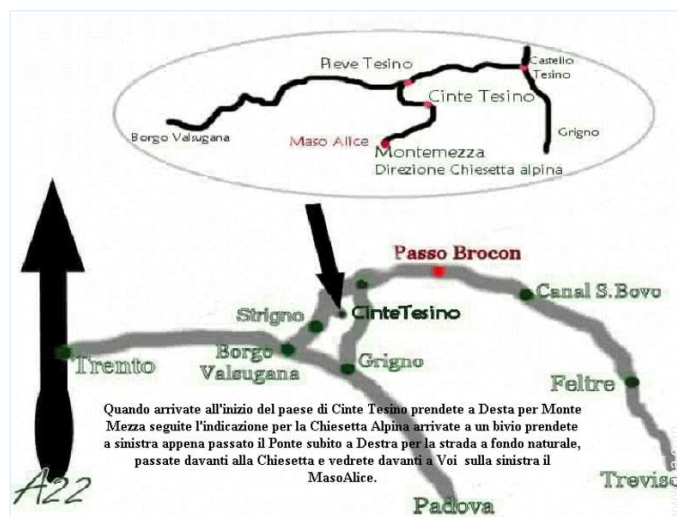 Pieve Tesino
Castello
Tesino
Cinte Tesino
Borgo Valsugana
Maso Alice
Grigno
Montemezza
Direzione Chiesetta alpina
Passo Brocon
Canal S.Bovo
Strigno
CinteTesino
Trento
Borgo
Valsugana
Grigno
Feltre
Quando arrivate all'inizio del paese di Cinte Tesino prendete a Desta per Monte
Mezza seguite l'indicazione per la Chiesetta Alpina arrivate a un bivio prendete
a sinistra appena passato il Ponte subito a Destra per la strada a fondo naturale,
passate davanti alla Chiesetta e vedrete davanti a Voi sulla sinistra il
MasoAlice.
A22
Treviso
Padova